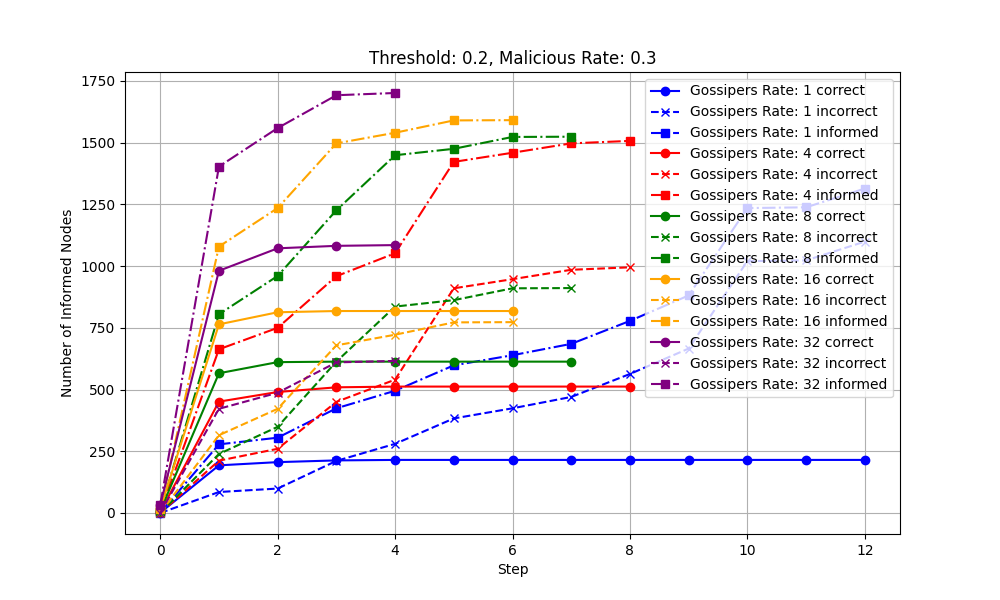 Threshold: 0.2, Malicious Rate: 0.3
1750
1500
1250
1000
750
500
250
0
Number of Informed Nodes
0 2 4 6 8 10 12
Step
Gossipers Rate: 1 correct
Gossipers Rate: 1 incorrect
Gossipers Rate: 1 informed
Gossipers Rate: 4 correct
Gossipers Rate: 4 incorrect
Gossipers Rate: 4 informed
Gossipers Rate: 8 correct
Gossipers Rate: 8 incorrect
Gossipers Rate: 8 informed
Gossipers Rate: 16 correct
Gossipers Rate: 16 incorrect
Gossipers Rate: 16 informed
Gossipers Rate: 32 correct
Gossipers Rate: 32 incorrect
Gossipers Rate: 32 informed